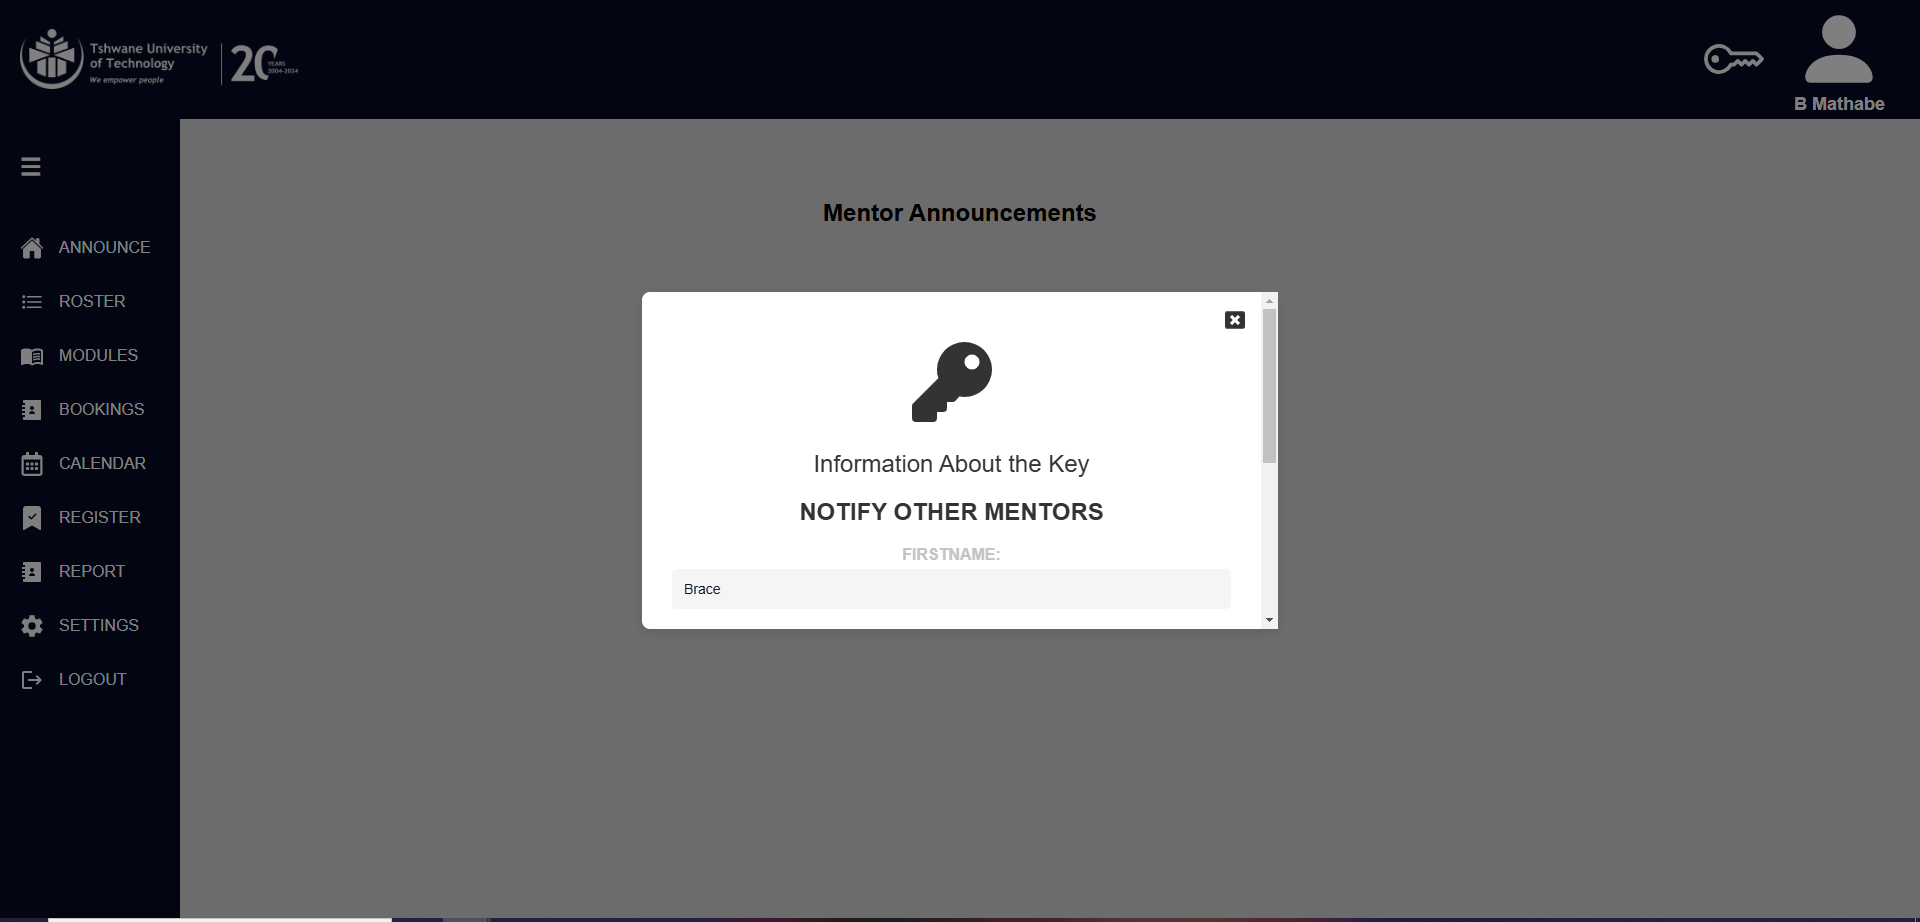 Tshwane University
of Technology
We empower people
20
YEARS
2004-2024
B Mathabe
ANNOUNCE
ROSTER
MODULES
BOOKINGS
CALENDAR
REGISTER
REPORT
SETTINGS
LOGOUT
Mentor Announcements
Information About the Key
NOTIFY OTHER MENTORS
FIRSTNAME:
Brace